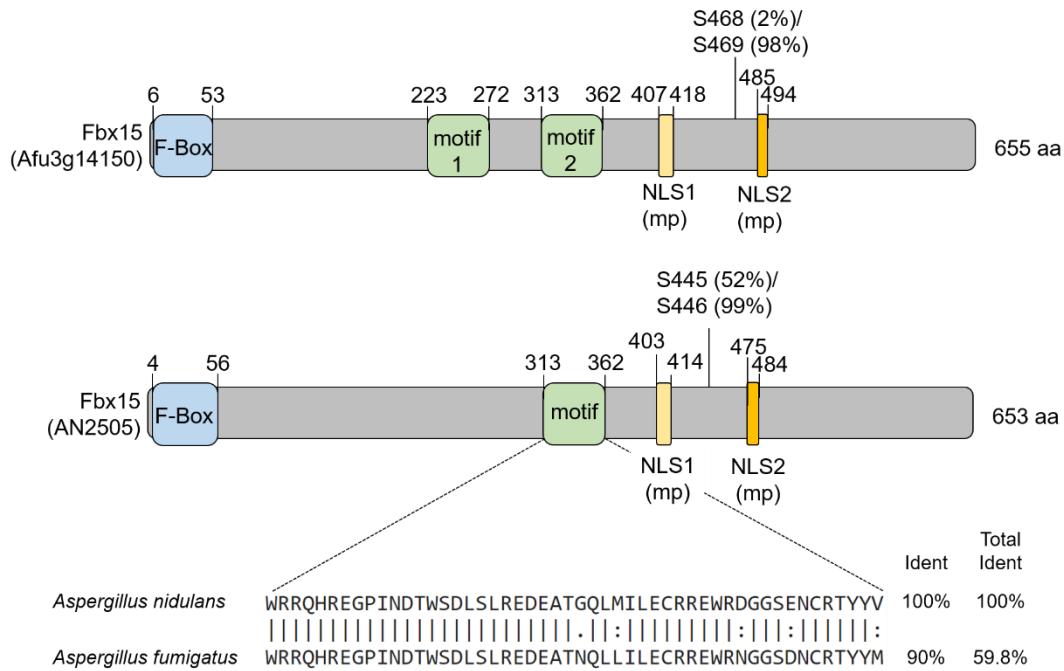 S468 (2%)/
S469 (98%)
6 53 223 272 313 362 407 418 485 494
Fbx15
(Afu3g14150)
F-Box
motif
1
motif
2
655 aa
NLS1
(mp)
NLS2
(mp)
S445 (52%)/
S446 (99%)
4 56 313 362 403 414 475 484
Fbx15
(AN2505)
F-Box
motif
653 aa
NLS1
(mp)
NLS2
(mp)
Ident
Total
Ident
Aspergillus nidulans WRRQHREGPINDTWSDLSLREDEATGQLMILECRREWRDGGSENCRTYYV 100% 100%
|||||||||||||||||||||||||.||:|||||||||:|||:||||||:
Aspergillus fumigatus WRRQHREGPINDTWSDLSLREDEATNQLLILECRREWRNGGSDNCRTYYM 90% 59.8%